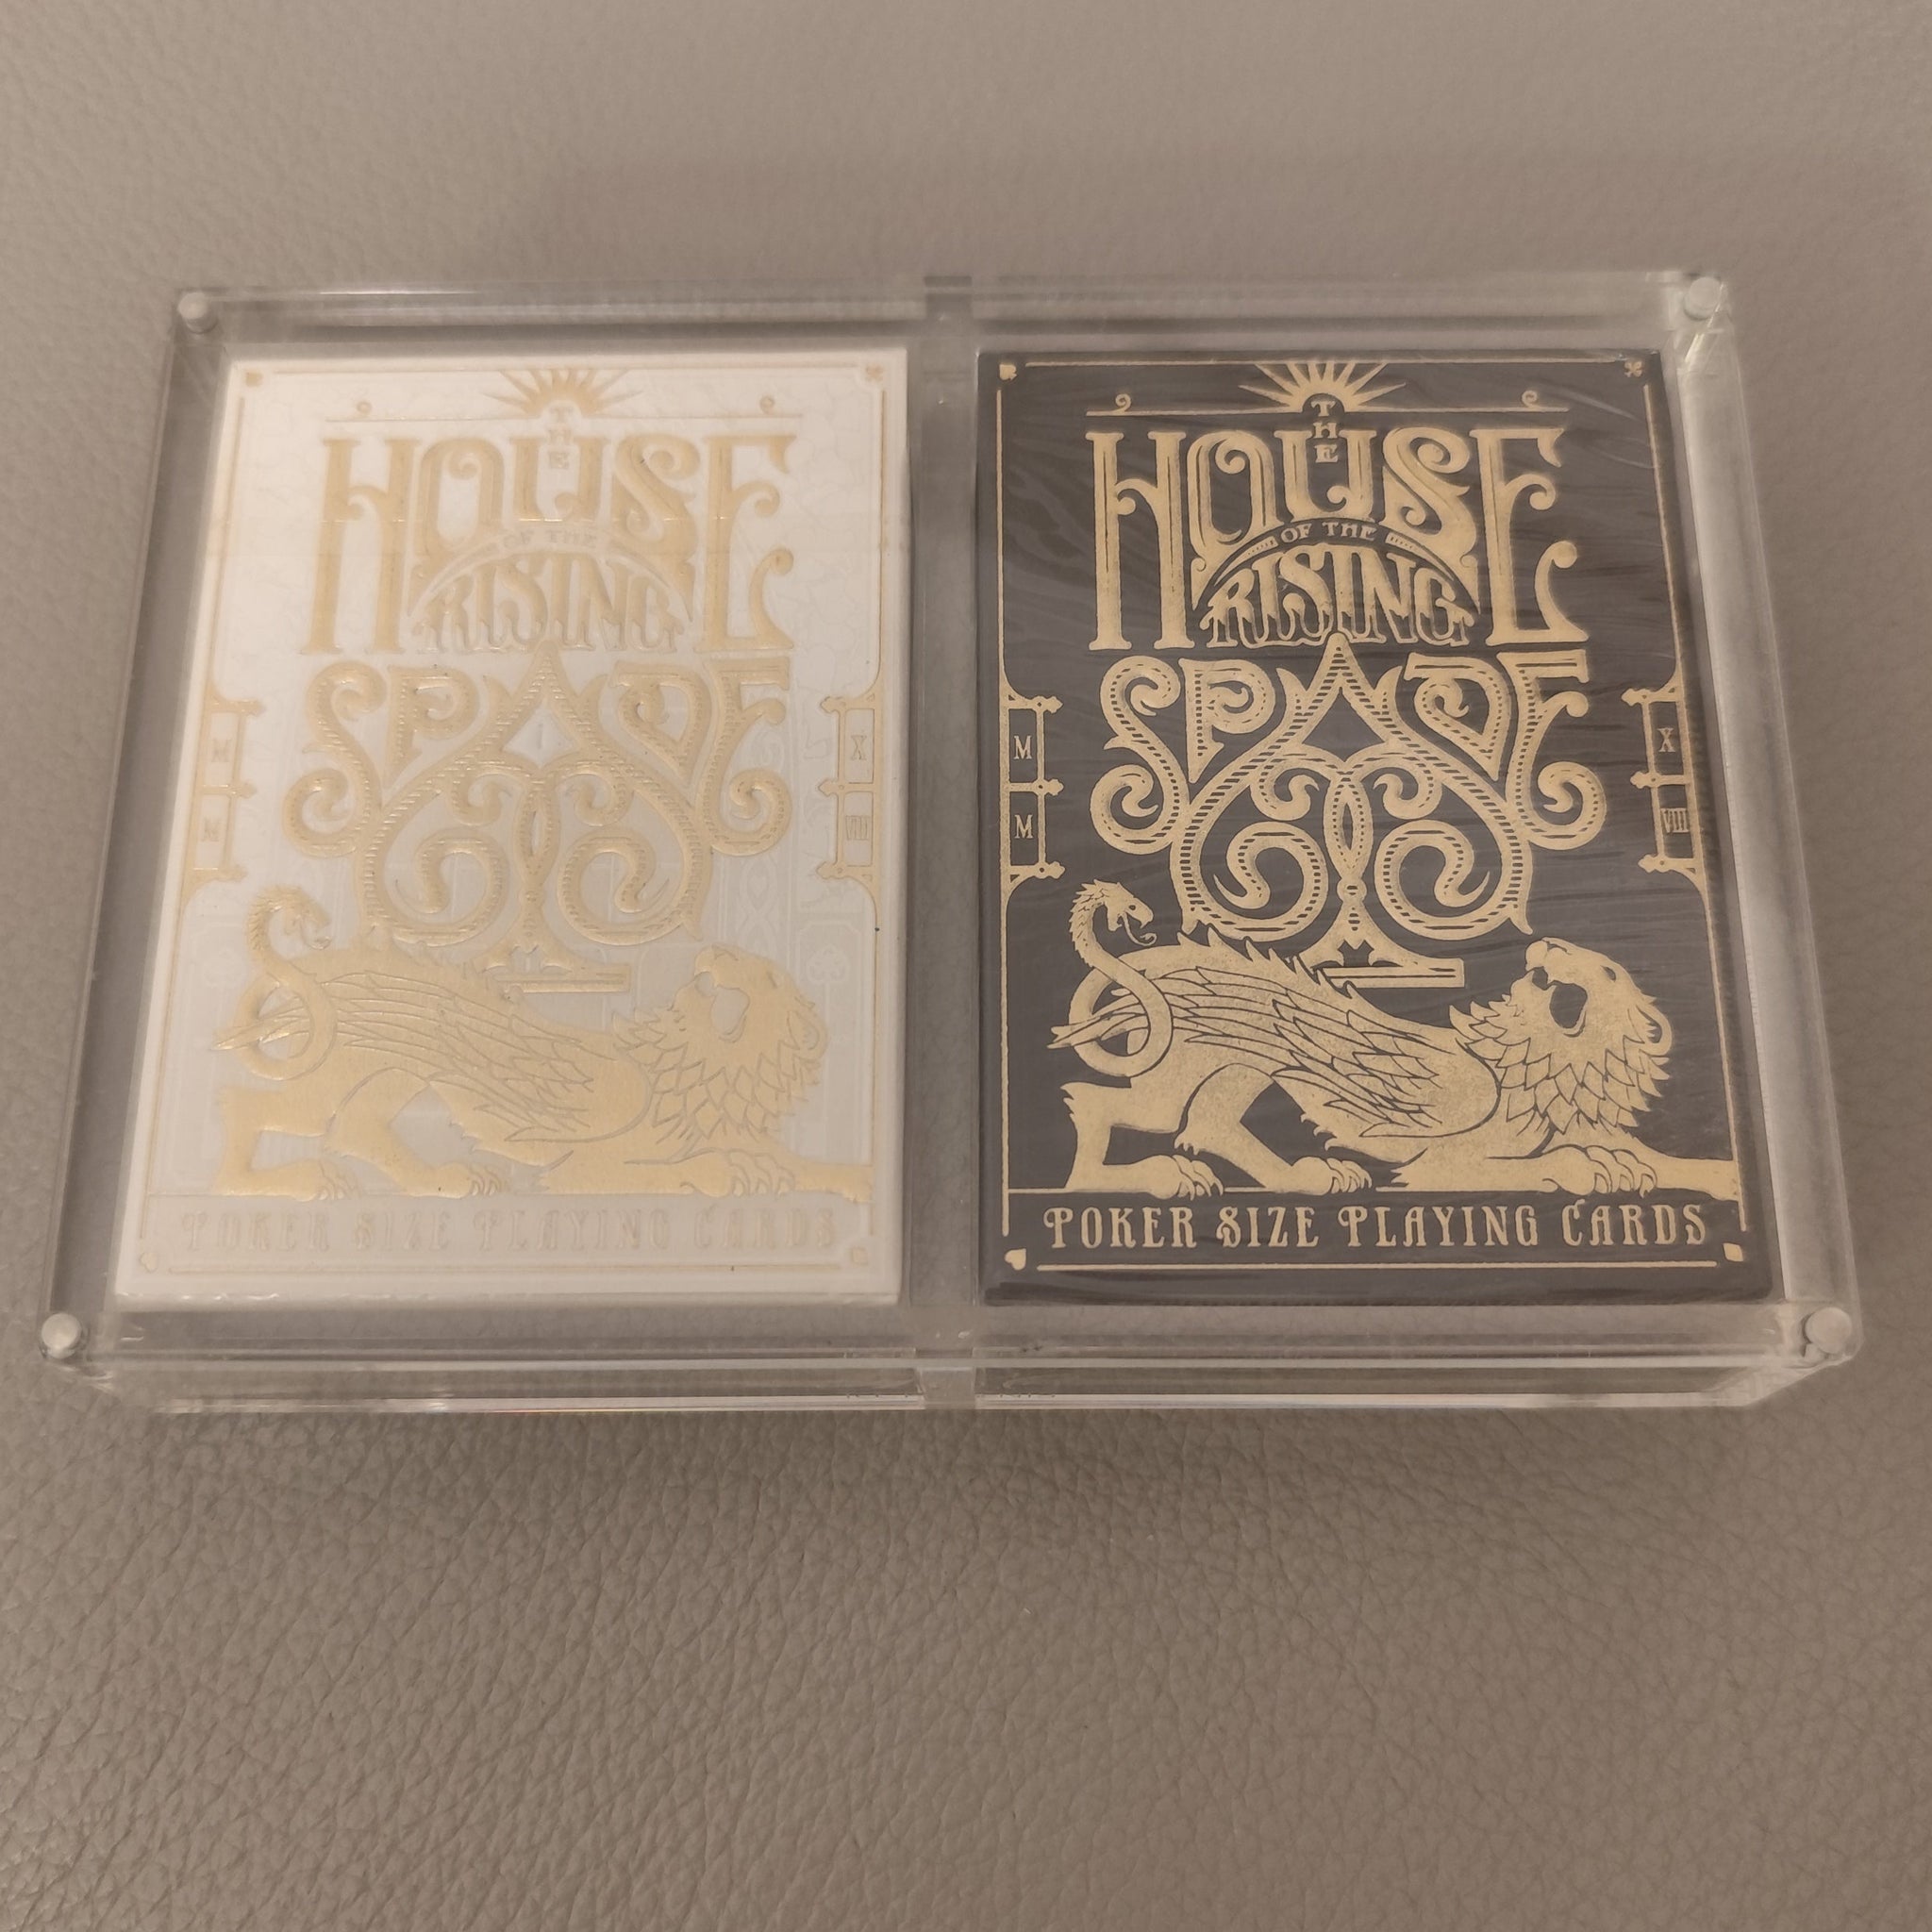 THE
HOUSE
OF THE
RISING
SPADE
M
M
X
VIII
POKER SIZE PLAYING CARDS
THE
HOUSE
OF THE
RISING
SPADE
M
M
X
VIII
POKER SIZE PLAYING CARDS